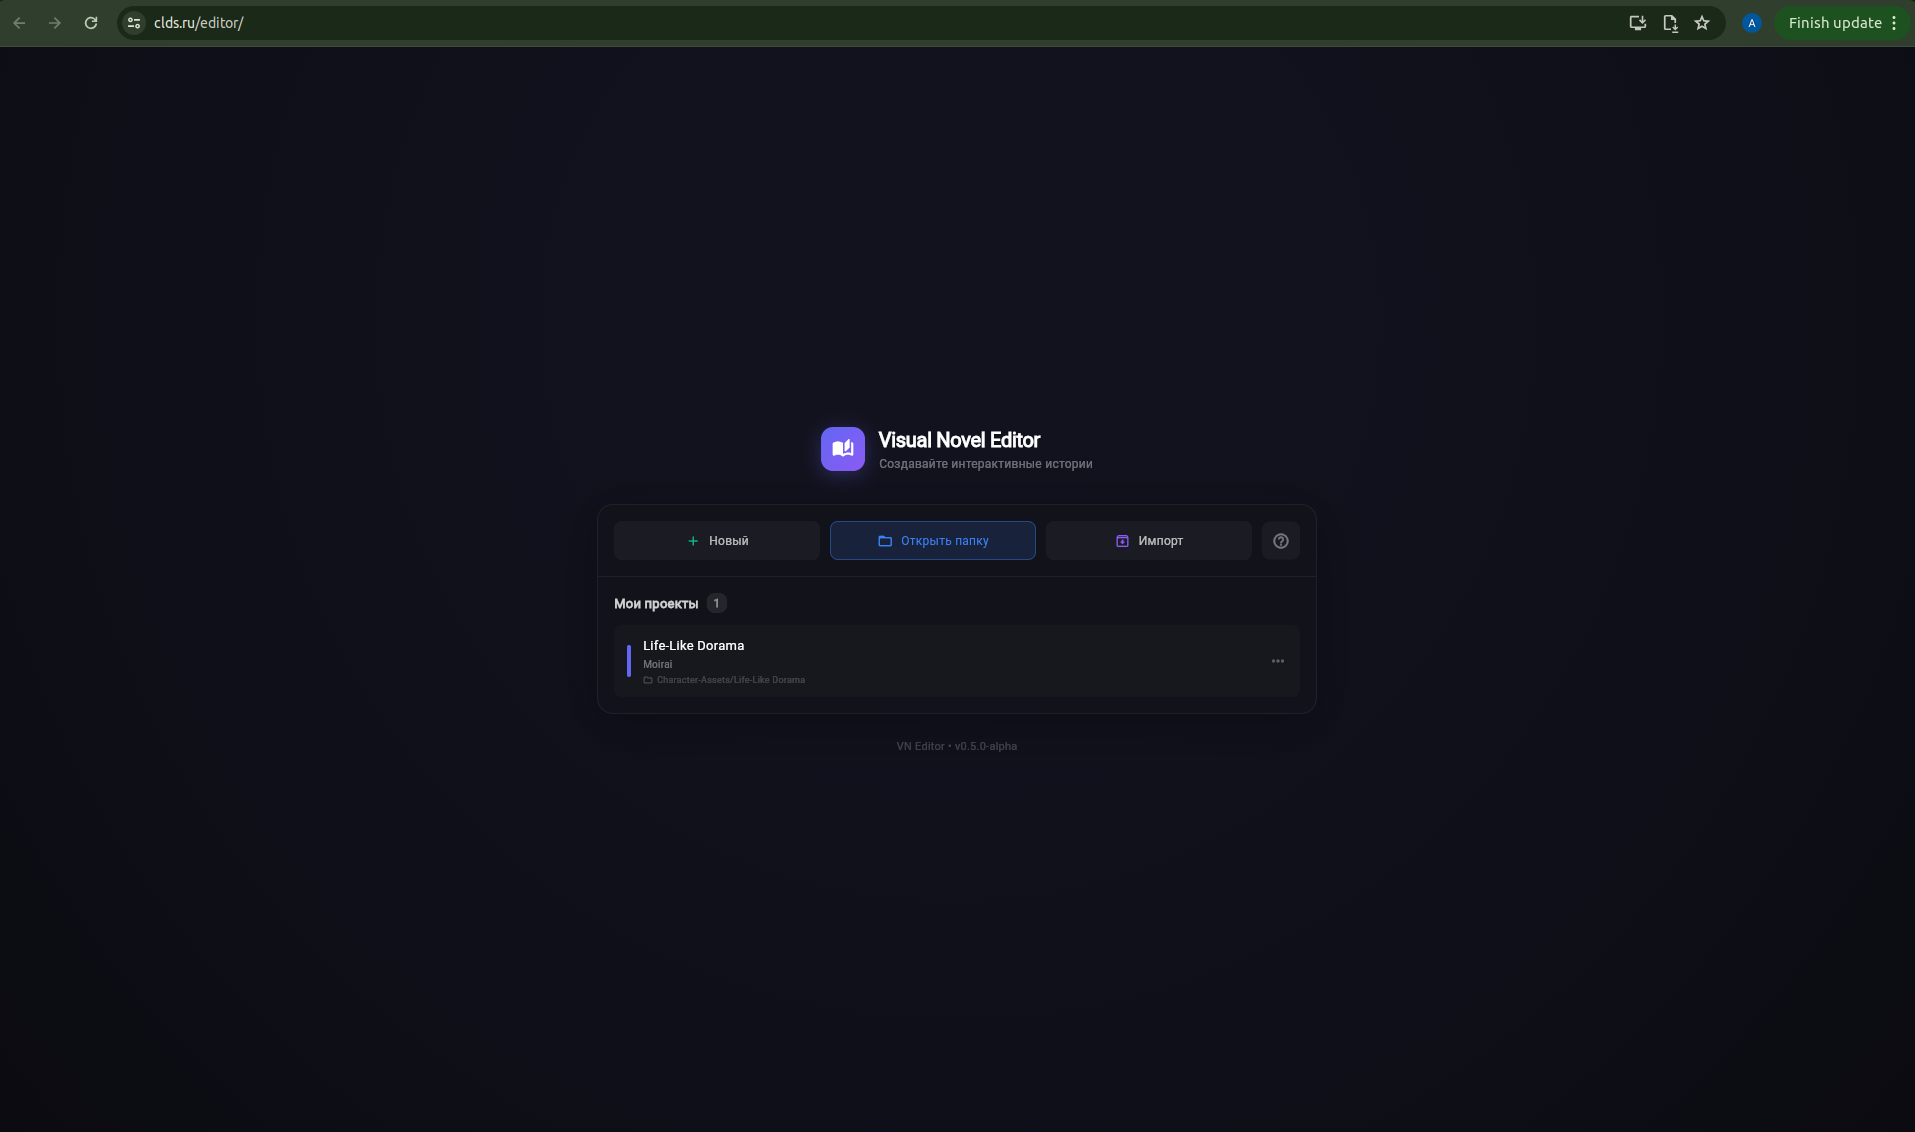 clds.ru/editor/
A
Finish update
Visual Novel Editor
Создавайте интерактивные истории
Новый
Открыть папку
Импорт
Мои проекты 1
Life-Like Dorama
Moirai
Character-Assets/Life-Like Dorama
VN Editor • v0.5.0-alpha